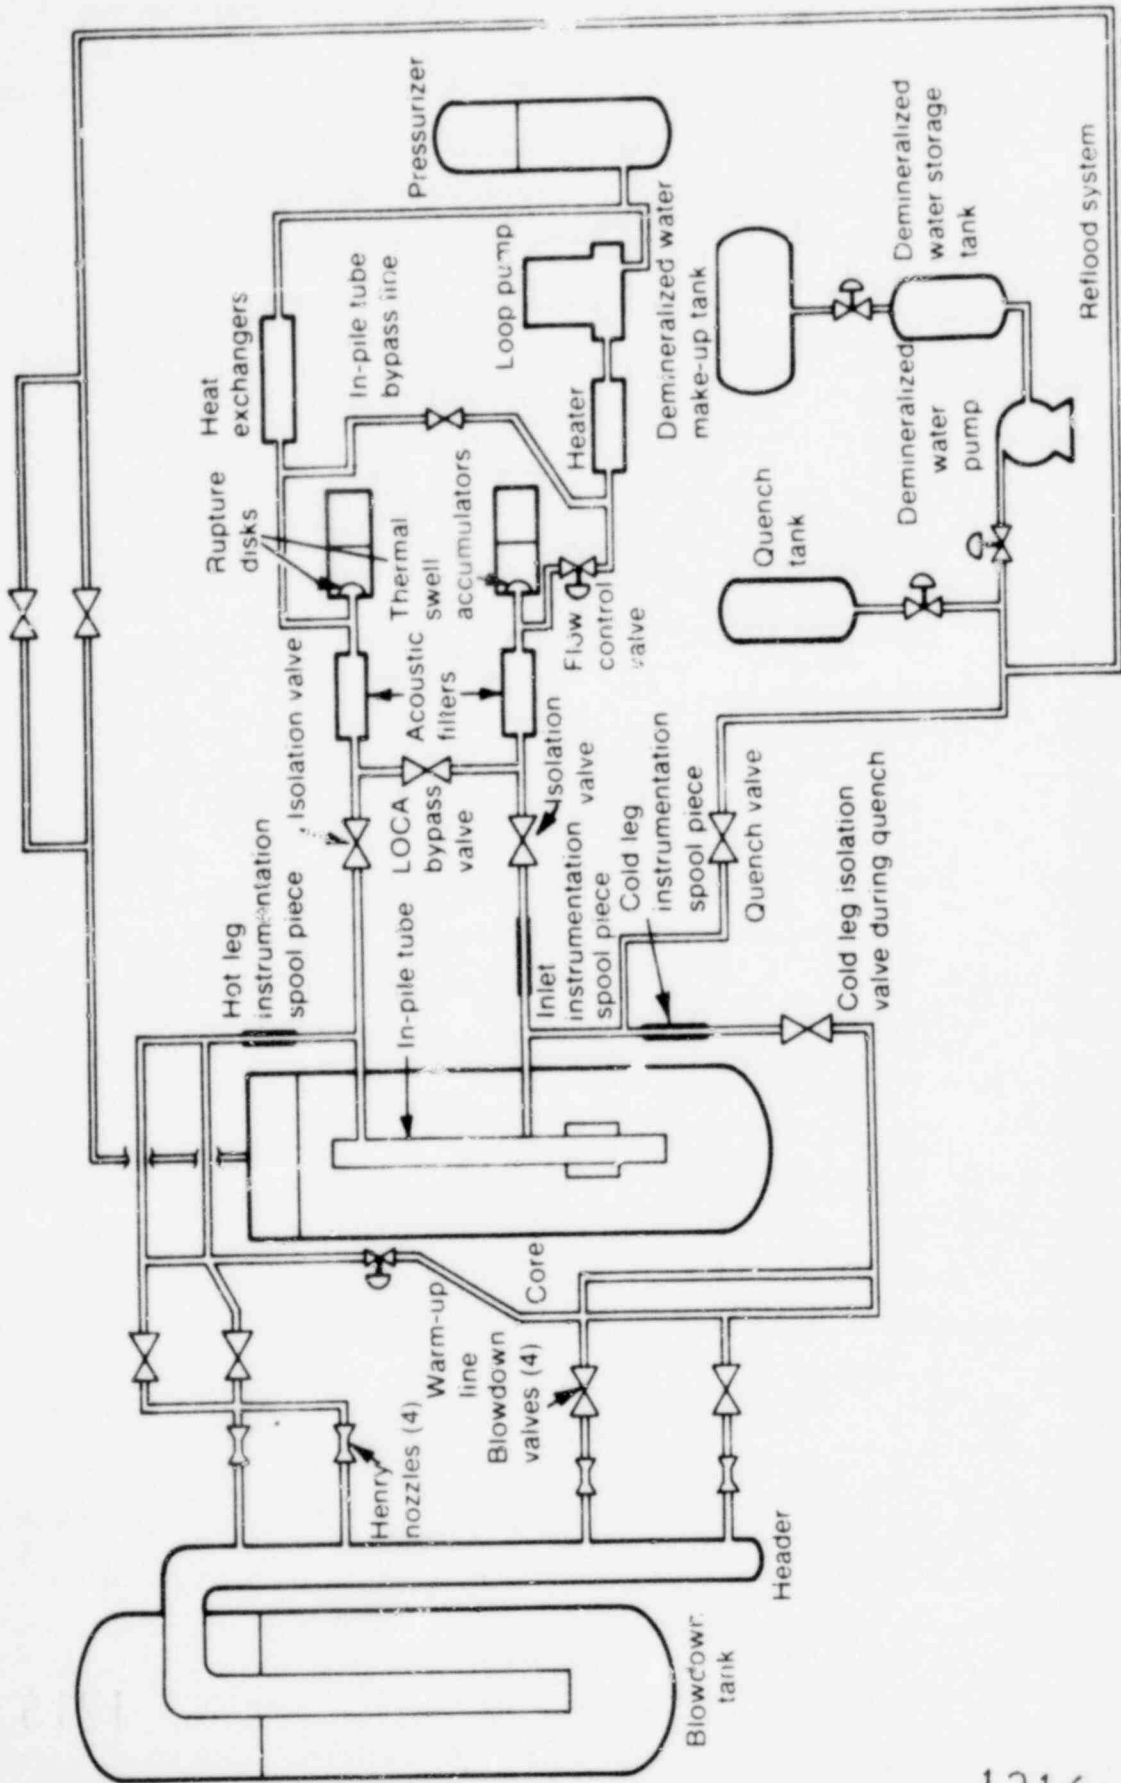 Pressurizer
Heat
exchangers
In-pile tube
bypass line
Loop pump
Heater
Demineralized water
make-up tank
Demineralized
water storage
tank
Reflood system
Demineralized
water
pump
Quench
tank
Rupture
disks
Thermal
swell
accumulators
Flow
control
valve
Isolation valve
Acoustic
filters
LOCA
bypass
valve
Isolation
valve
Hot leg
instrumentation
spool piece
In-pile tube
Inlet
instrumentation
spool piece
Cold leg
instrumentation
spool piece
Quench valve
Cold leg isolation
valve during quench
Core
Warm-up
line
Blowdown
valves (4)
Henry
nozzles (4)
Header
Blowdown
tank